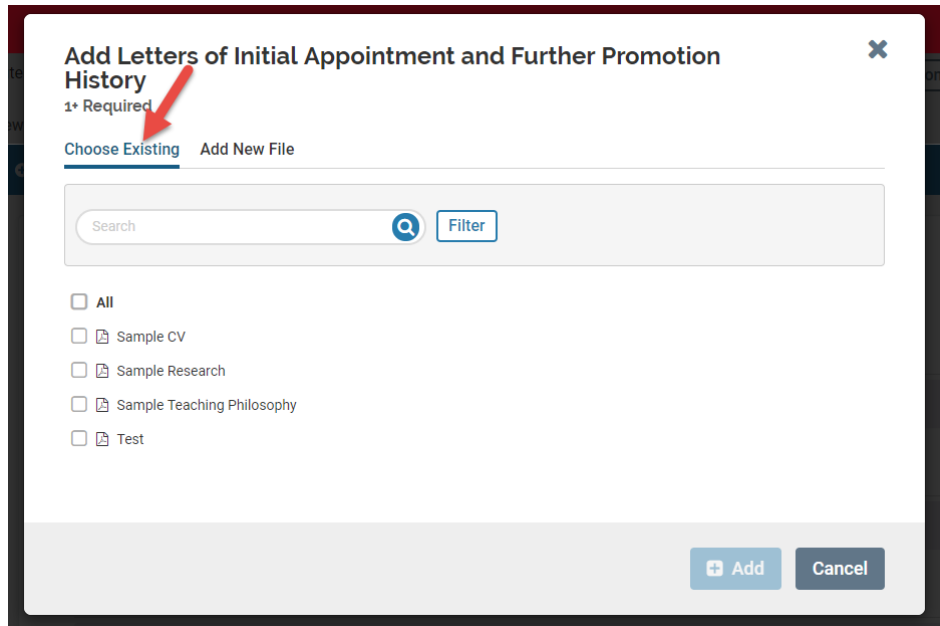 Add Letters of Initial Appointment and Further Promotion
History
1+ Required
Choose Existing Add New File
Search Filter
All
Sample CV
Sample Research
Sample Teaching Philosophy
Test
Add Cancel